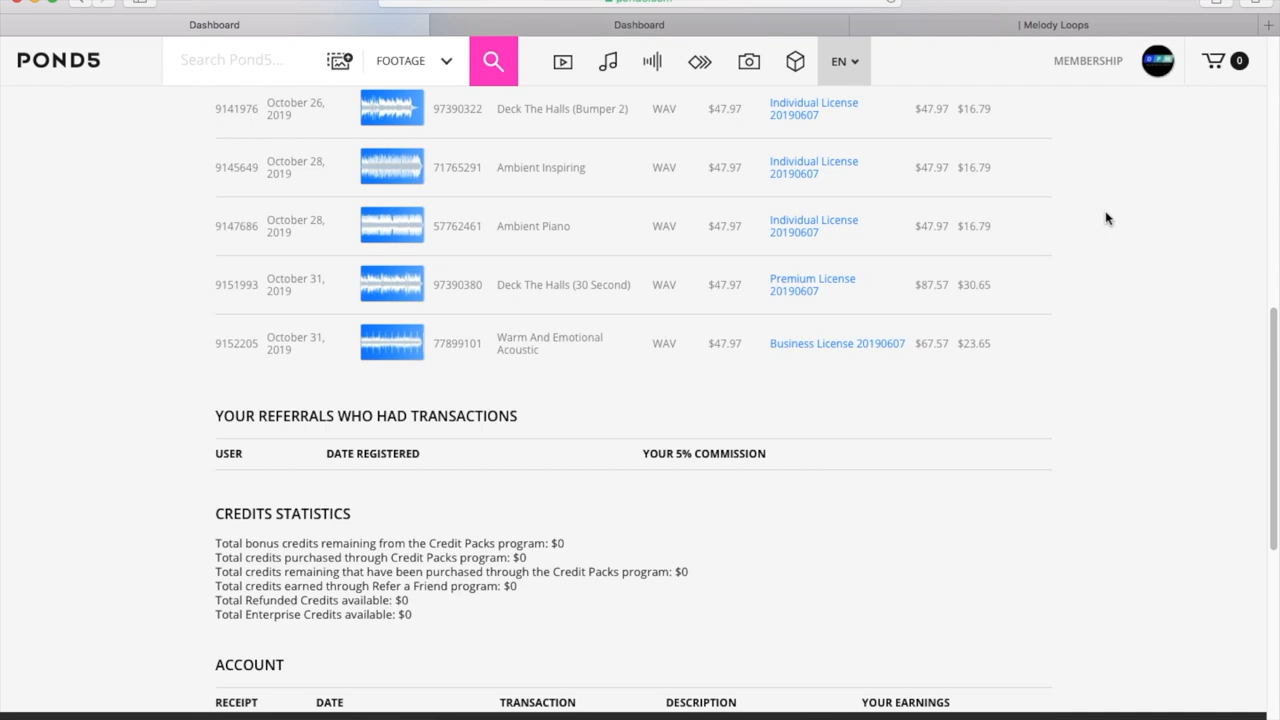 Dashboard
Dashboard
| Melody Loops
POND5
Search Pond5...
FOOTAGE
EN
MEMBERSHIP
0
9141976 October 26, 2019 97390322 Deck The Halls (Bumper 2) WAV $47.97 Individual License 20190607 $47.97 $16.79
9145649 October 28, 2019 71765291 Ambient Inspiring WAV $47.97 Individual License 20190607 $47.97 $16.79
9147686 October 28, 2019 57762461 Ambient Piano WAV $47.97 Individual License 20190607 $47.97 $16.79
9151993 October 31, 2019 97390380 Deck The Halls (30 Second) WAV $47.97 Premium License 20190607 $87.57 $30.65
9152205 October 31, 2019 77899101 Warm And Emotional Acoustic WAV $47.97 Business License 20190607 $67.57 $23.65
YOUR REFERRALS WHO HAD TRANSACTIONS
USER DATE REGISTERED YOUR 5% COMMISSION
CREDITS STATISTICS
Total bonus credits remaining from the Credit Packs program: $0
Total credits purchased through Credit Packs program: $0
Total credits remaining that have been purchased through the Credit Packs program: $0
Total credits earned through Refer a Friend program: $0
Total Refunded Credits available: $0
Total Enterprise Credits available: $0
ACCOUNT
RECEIPT DATE TRANSACTION DESCRIPTION YOUR EARNINGS